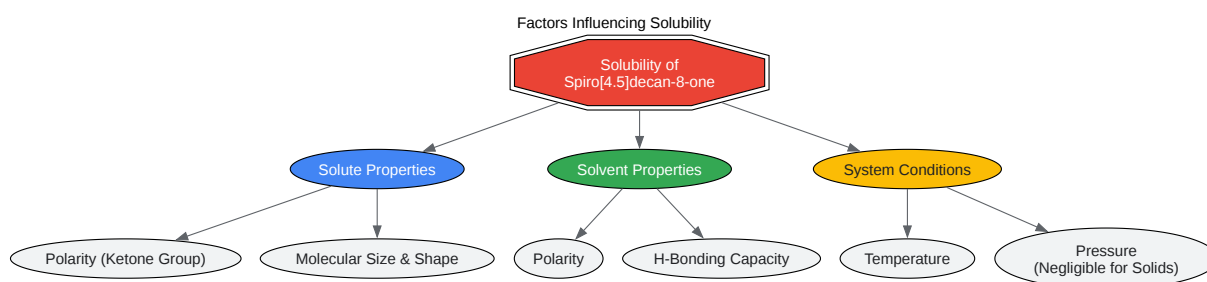 Factors Influencing Solubility
Solubility of
Spiro[4.5]decan-8-one
Solute Properties
Solvent Properties
System Conditions
Polarity (Ketone Group)
Molecular Size & Shape
Polarity
H-Bonding Capacity
Temperature
Pressure
(Negligible for Solids)